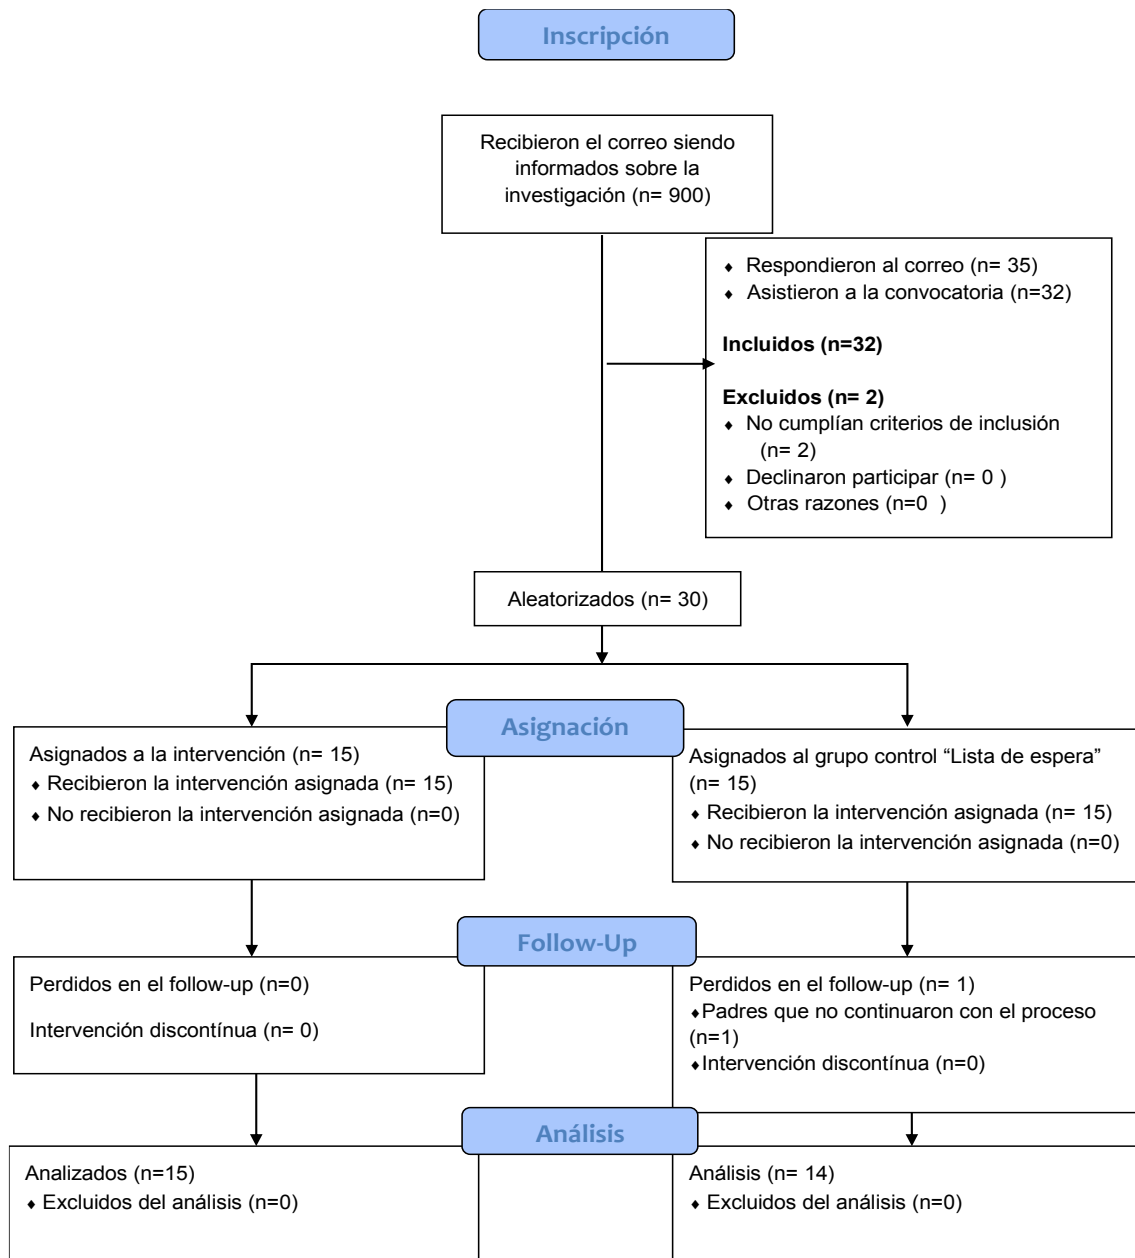 Inscripción
Recibieron el correo siendo
informados sobre la
investigación (n= 900)
♦ Respondieron al correo (n= 35)
♦ Asistieron a la convocatoria (n=32)
Incluidos (n=32)
Excluidos (n= 2)
♦ No cumplían criterios de inclusión
(n= 2)
♦ Declinaron participar (n= 0 )
♦ Otras razones (n=0 )
Aleatorizados (n= 30)
Asignación
Asignados a la intervención (n= 15)
♦ Recibieron la intervención asignada (n= 15)
♦ No recibieron la intervención asignada (n=0)
Asignados al grupo control “Lista de espera”
(n= 15)
♦ Recibieron la intervención asignada (n= 15)
♦ No recibieron la intervención asignada (n=0)
Follow-Up
Perdidos en el follow-up (n=0)
Intervención discontínua (n= 0)
Perdidos en el follow-up (n= 1)
♦Padres que no continuaron con el proceso
(n=1)
♦Intervención discontínua (n=0)
Análisis
Analizados (n=15)
♦ Excluidos del análisis (n=0)
Análisis (n= 14)
♦ Excluidos del análisis (n=0)